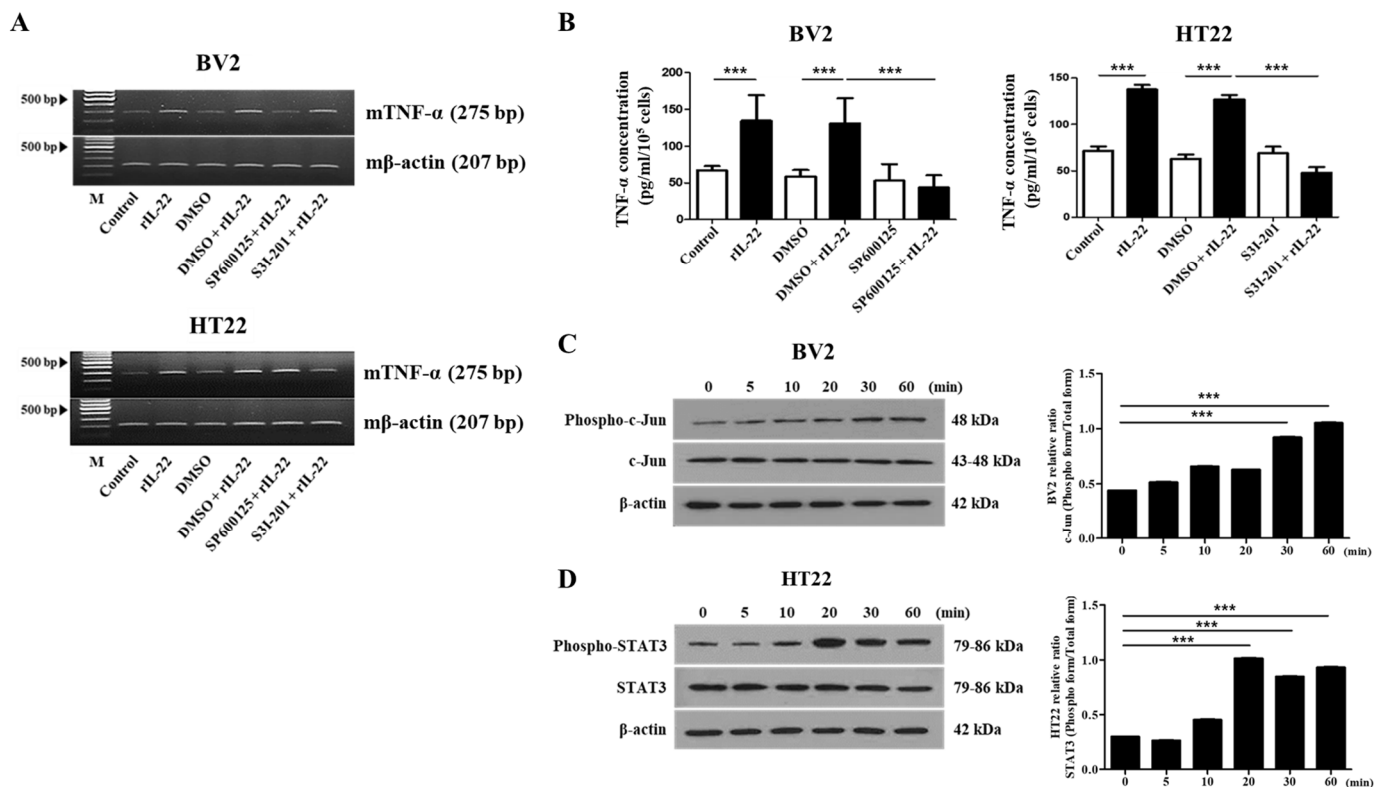 A
BV2
500 bp
mTNF-α (275 bp)
500 bp
mβ-actin (207 bp)
M
Control
rIL-22
DMSO
DMSO + rIL-22
SP600125 + rIL-22
S3I-201 + rIL-22
HT22
500 bp
mTNF-α (275 bp)
500 bp
mβ-actin (207 bp)
M
Control
rIL-22
DMSO
DMSO + rIL-22
SP600125 + rIL-22
S3I-201 + rIL-22
B
BV2
TNF-α concentration
(pg/ml/10⁵ cells)
200
150
100
50
0
***
***
***
Control
rIL-22
DMSO
DMSO + rIL-22
SP600125
SP600125 + rIL-22
HT22
TNF-α concentration
(pg/ml/10⁵ cells)
150
100
50
0
***
***
***
Control
rIL-22
DMSO
DMSO + rIL-22
S3I-201
S3I-201 + rIL-22
C
BV2
0 5 10 20 30 60 (min)
Phospho-c-Jun 48 kDa
c-Jun 43-48 kDa
β-actin 42 kDa
BV2 relative ratio
c-Jun (Phospho form/Total form)
1.5
1.0
0.5
0.0
***
***
0 5 10 20 30 60 (min)
D
HT22
0 5 10 20 30 60 (min)
Phospho-STAT3 79-86 kDa
STAT3 79-86 kDa
β-actin 42 kDa
HT22 relative ratio
STAT3 (Phospho form/Total form)
1.5
1.0
0.5
0.0
***
***
***
0 5 10 20 30 60 (min)